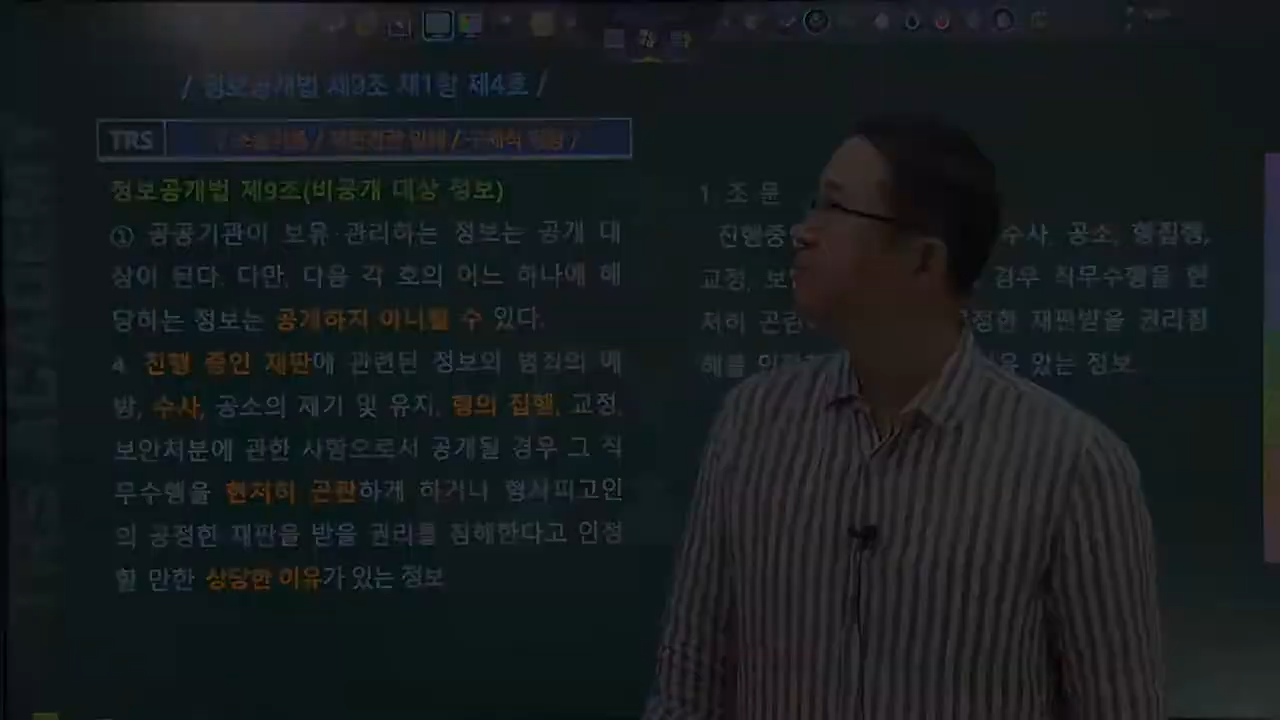 / 정보공개법 제9조 제1항 제4호 /
TRS
정보공개법 제9조(비공개 대상 정보)
① 공공기관이 보유·관리하는 정보는 공개 대
상이 된다. 다만, 다음 각 호의 어느 하나에 해
당하는 정보는 공개하지 아니할 수 있다.
4. 진행 중인 재판에 관련된 정보와 범죄의 예
방, 수사, 공소의 제기 및 유지, 형의 집행, 교정,
보안처분에 관한 사항으로서 공개될 경우 그 직
무수행을 현저히 곤란하게 하거나 형사피고인
의 공정한 재판을 받을 권리를 침해한다고 인정
할 만한 상당한 이유가 있는 정보
1. 조 문
진행중 수사, 공소, 형집행,
교정, 보 경우 직무수행을 현
저히 곤란 공정한 재판받을 권리침
해를 있는 정보
TRS ACADEMY